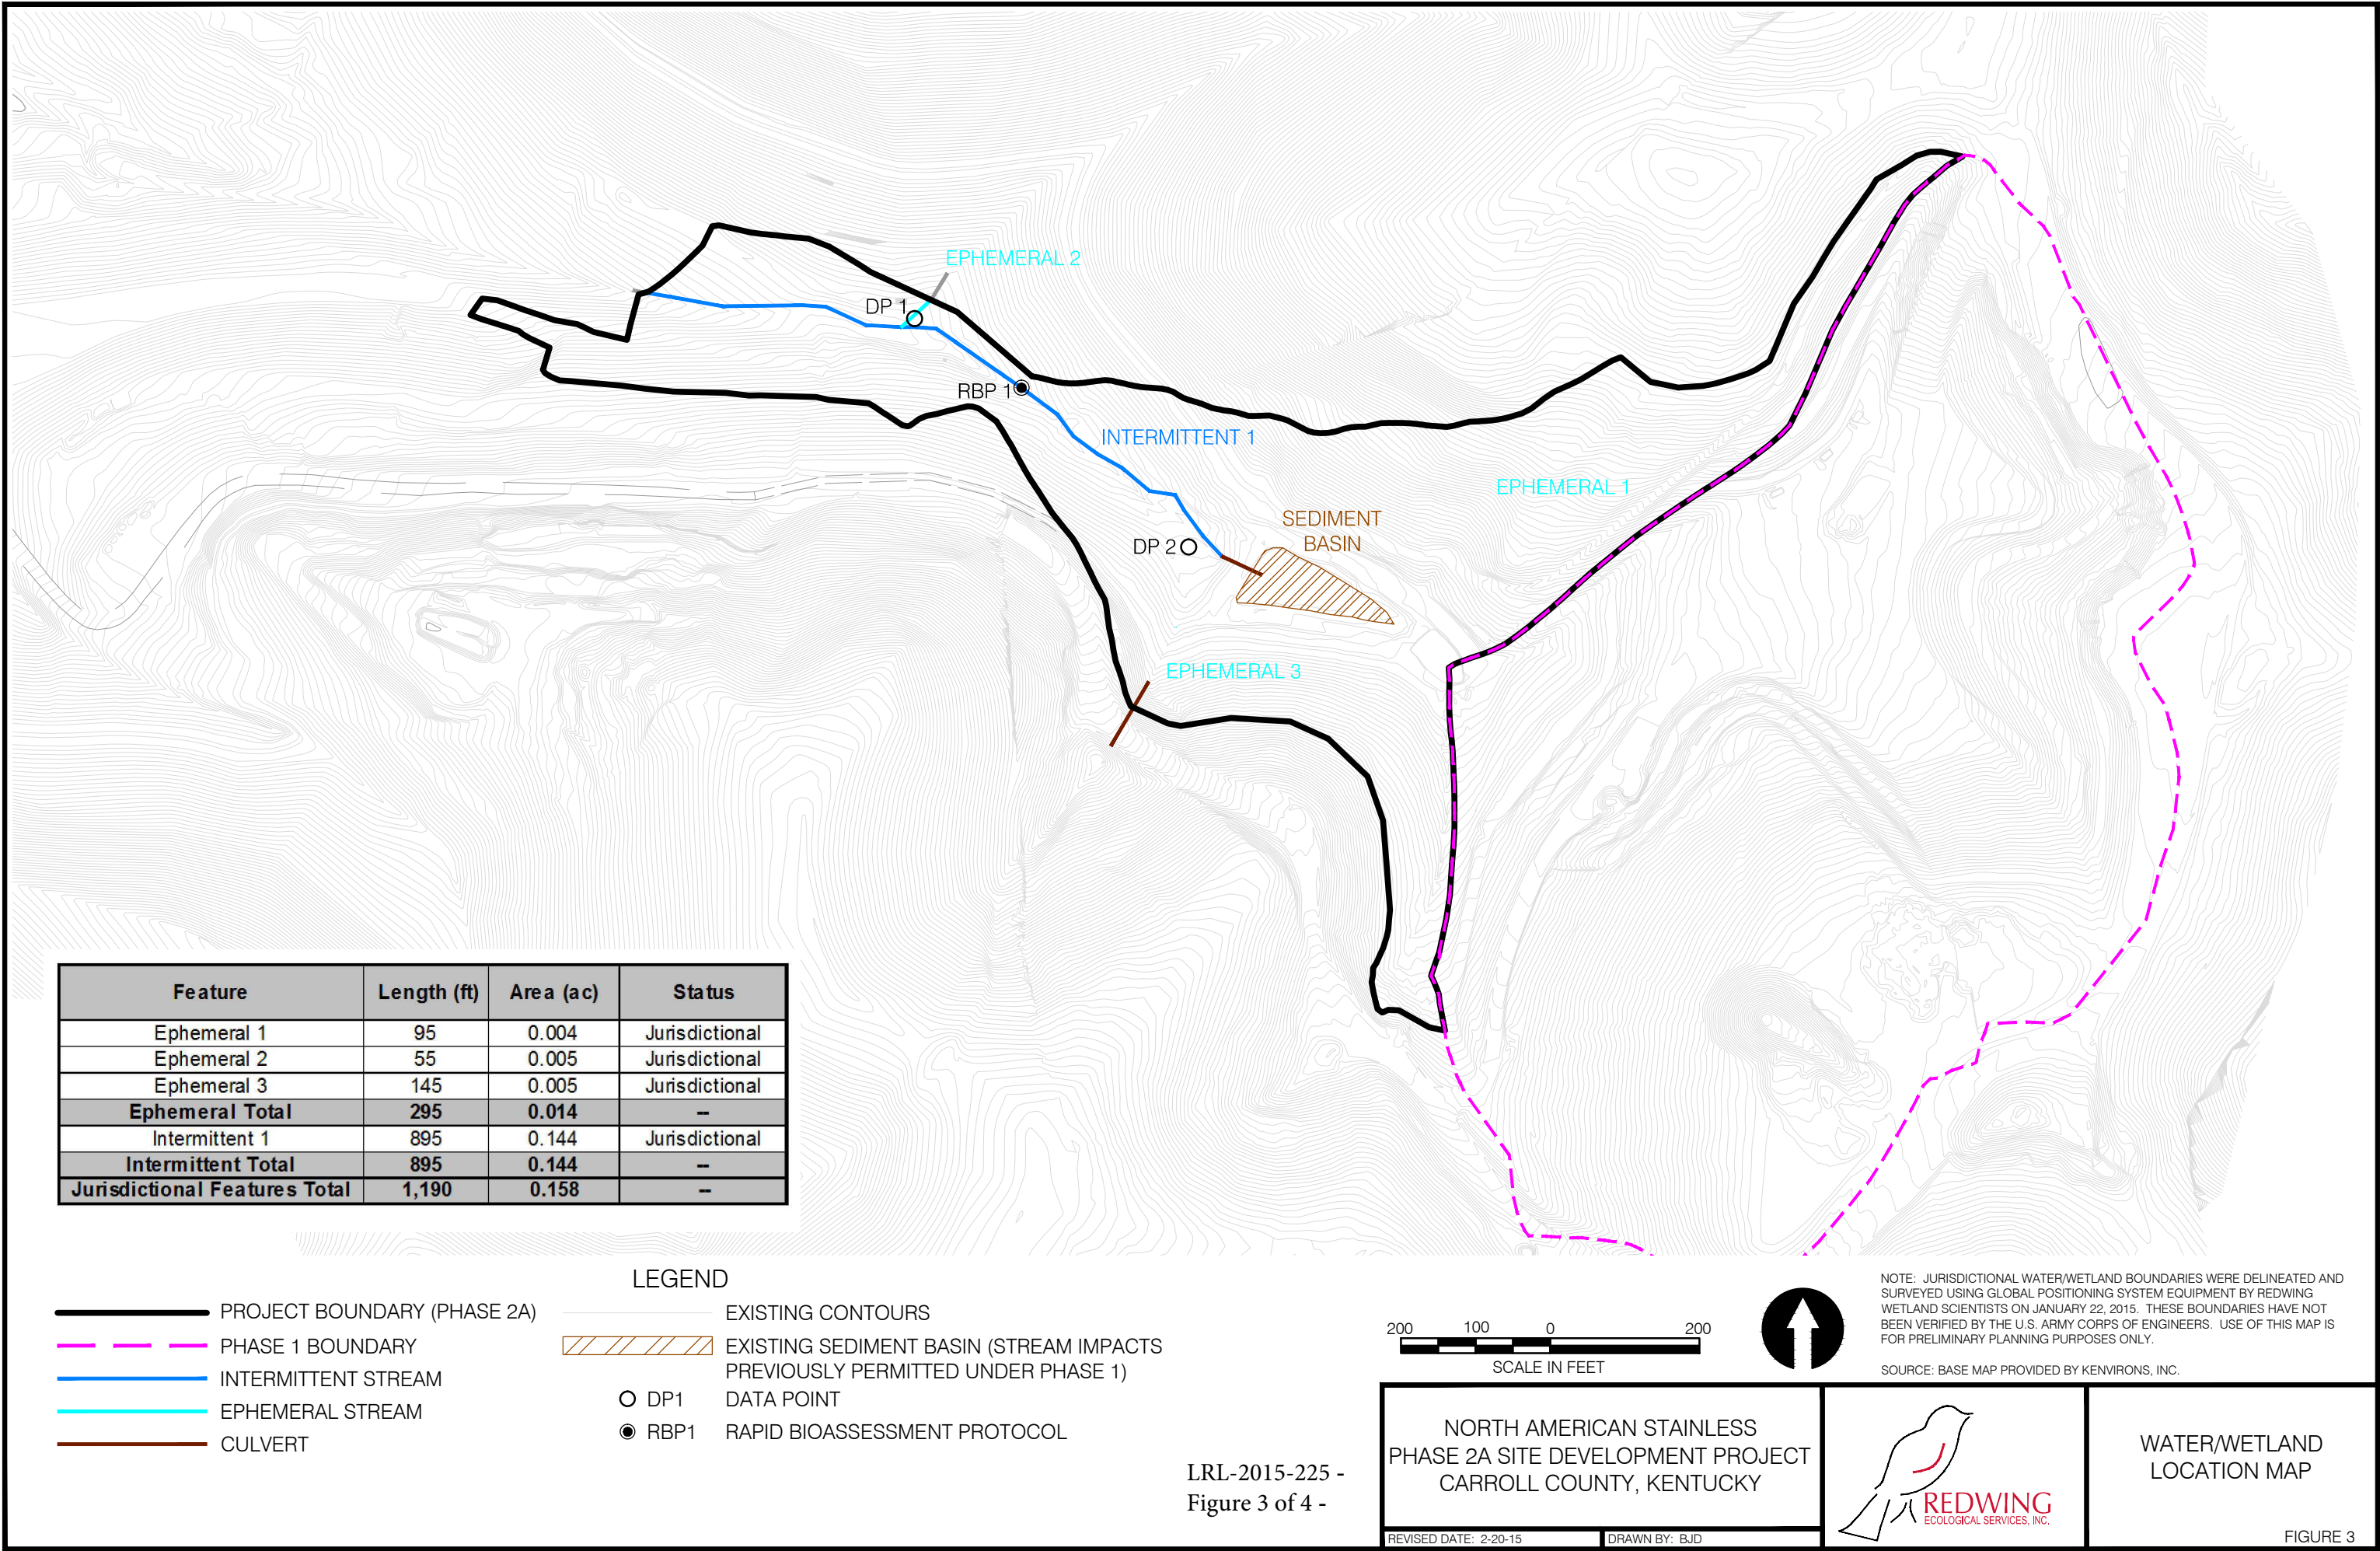 EPHEMERAL 2
DP 1
RBP 1
INTERMITTENT 1
EPHEMERAL 1
SEDIMENT
BASIN
DP 2
EPHEMERAL 3
Feature Length (ft) Area (ac) Status
Ephemeral 1 95 0.004 Jurisdictional
Ephemeral 2 55 0.005 Jurisdictional
Ephemeral 3 145 0.005 Jurisdictional
Ephemeral Total 295 0.014 --
Intermittent 1 895 0.144 Jurisdictional
Intermittent Total 895 0.144 --
Jurisdictional Features Total 1,190 0.158 --
LEGEND
PROJECT BOUNDARY (PHASE 2A)
PHASE 1 BOUNDARY
INTERMITTENT STREAM
EPHEMERAL STREAM
CULVERT
EXISTING CONTOURS
EXISTING SEDIMENT BASIN (STREAM IMPACTS
PREVIOUSLY PERMITTED UNDER PHASE 1)
DP1 DATA POINT
RBP1 RAPID BIOASSESSMENT PROTOCOL
200 100 0 200
SCALE IN FEET
NOTE: JURISDICTIONAL WATER/WETLAND BOUNDARIES WERE DELINEATED AND
SURVEYED USING GLOBAL POSITIONING SYSTEM EQUIPMENT BY REDWING
WETLAND SCIENTISTS ON JANUARY 22, 2015. THESE BOUNDARIES HAVE NOT
BEEN VERIFIED BY THE U.S. ARMY CORPS OF ENGINEERS. USE OF THIS MAP IS
FOR PRELIMINARY PLANNING PURPOSES ONLY.
SOURCE: BASE MAP PROVIDED BY KENVIRONS, INC.
LRL-2015-225 -
Figure 3 of 4 -
NORTH AMERICAN STAINLESS
PHASE 2A SITE DEVELOPMENT PROJECT
CARROLL COUNTY, KENTUCKY
REVISED DATE: 2-20-15
DRAWN BY: BJD
REDWING
ECOLOGICAL SERVICES, INC.
WATER/WETLAND
LOCATION MAP
FIGURE 3